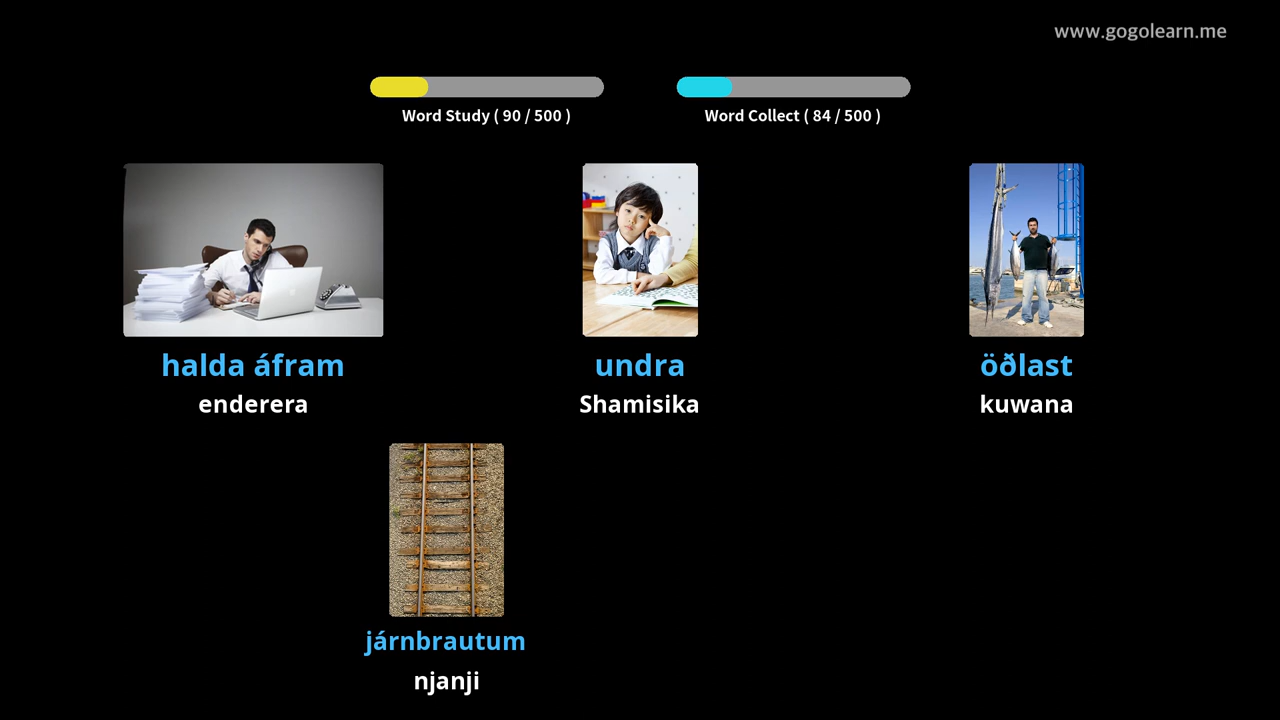 www.gogolearn.me
Word Study ( 90 / 500 )
Word Collect ( 84 / 500 )
halda áfram
enderera
undra
Shamisika
öðlast
kuwana
járnbrautum
njanji